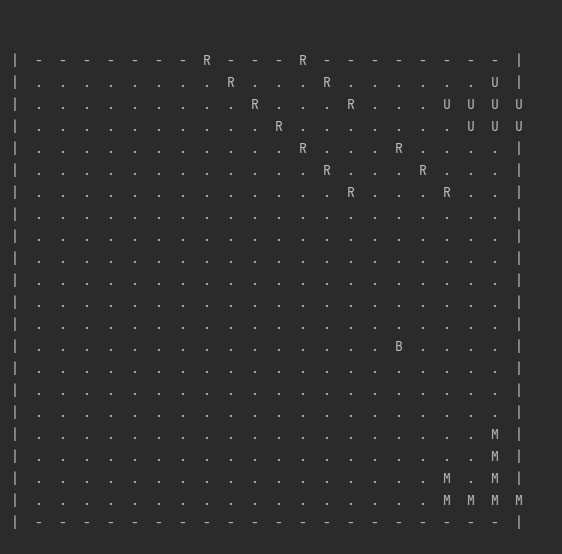 | - - - - - - - R - - - R - - - - - - - - |
| . . . . . . . . R . . . R . . . . . . U |
| . . . . . . . . . R . . . R . . . U U U U
| . . . . . . . . . . R . . . . . . . U U U
| . . . . . . . . . . . R . . . R . . . . |
| . . . . . . . . . . . . R . . . R . . . |
| . . . . . . . . . . . . . R . . . R . . |
| . . . . . . . . . . . . . . . . . . . . |
| . . . . . . . . . . . . . . . . . . . . |
| . . . . . . . . . . . . . . . . . . . . |
| . . . . . . . . . . . . . . . . . . . . |
| . . . . . . . . . . . . . . . . . . . . |
| . . . . . . . . . . . . . . . . . . . . |
| . . . . . . . . . . . . . . . B . . . . |
| . . . . . . . . . . . . . . . . . . . . |
| . . . . . . . . . . . . . . . . . . . . |
| . . . . . . . . . . . . . . . . . . . . |
| . . . . . . . . . . . . . . . . . . . M |
| . . . . . . . . . . . . . . . . . . . M |
| . . . . . . . . . . . . . . . . . M . M |
| . . . . . . . . . . . . . . . . . M M M M
| - - - - - - - - - - - - - - - - - - - - |